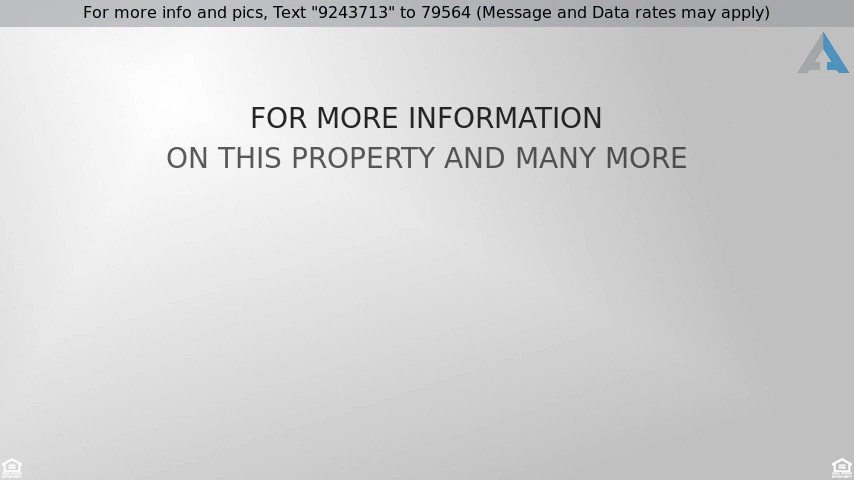 For more info and pics, Text "9243713" to 79564 (Message and Data rates may apply)
FOR MORE INFORMATION
ON THIS PROPERTY AND MANY MORE